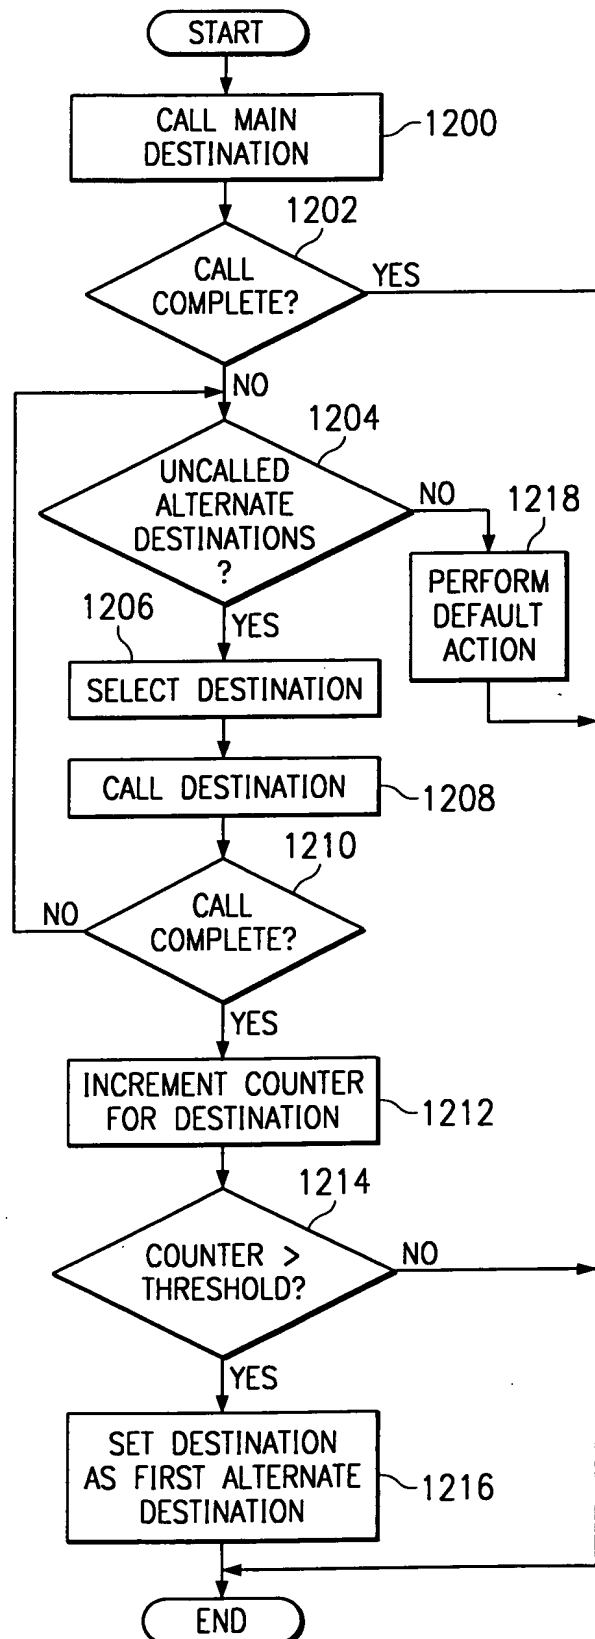 START
CALL MAIN
DESTINATION
1200
1202
CALL
COMPLETE?
YES
NO
1204
UNCALLED
ALTERNATE
DESTINATIONS
?
NO
1218
PERFORM
DEFAULT
ACTION
YES
1206
SELECT DESTINATION
CALL DESTINATION
1208
1210
CALL
COMPLETE?
NO
YES
INCREMENT COUNTER
FOR DESTINATION
1212
1214
COUNTER >
THRESHOLD?
NO
YES
SET DESTINATION
AS FIRST ALTERNATE
DESTINATION
1216
END